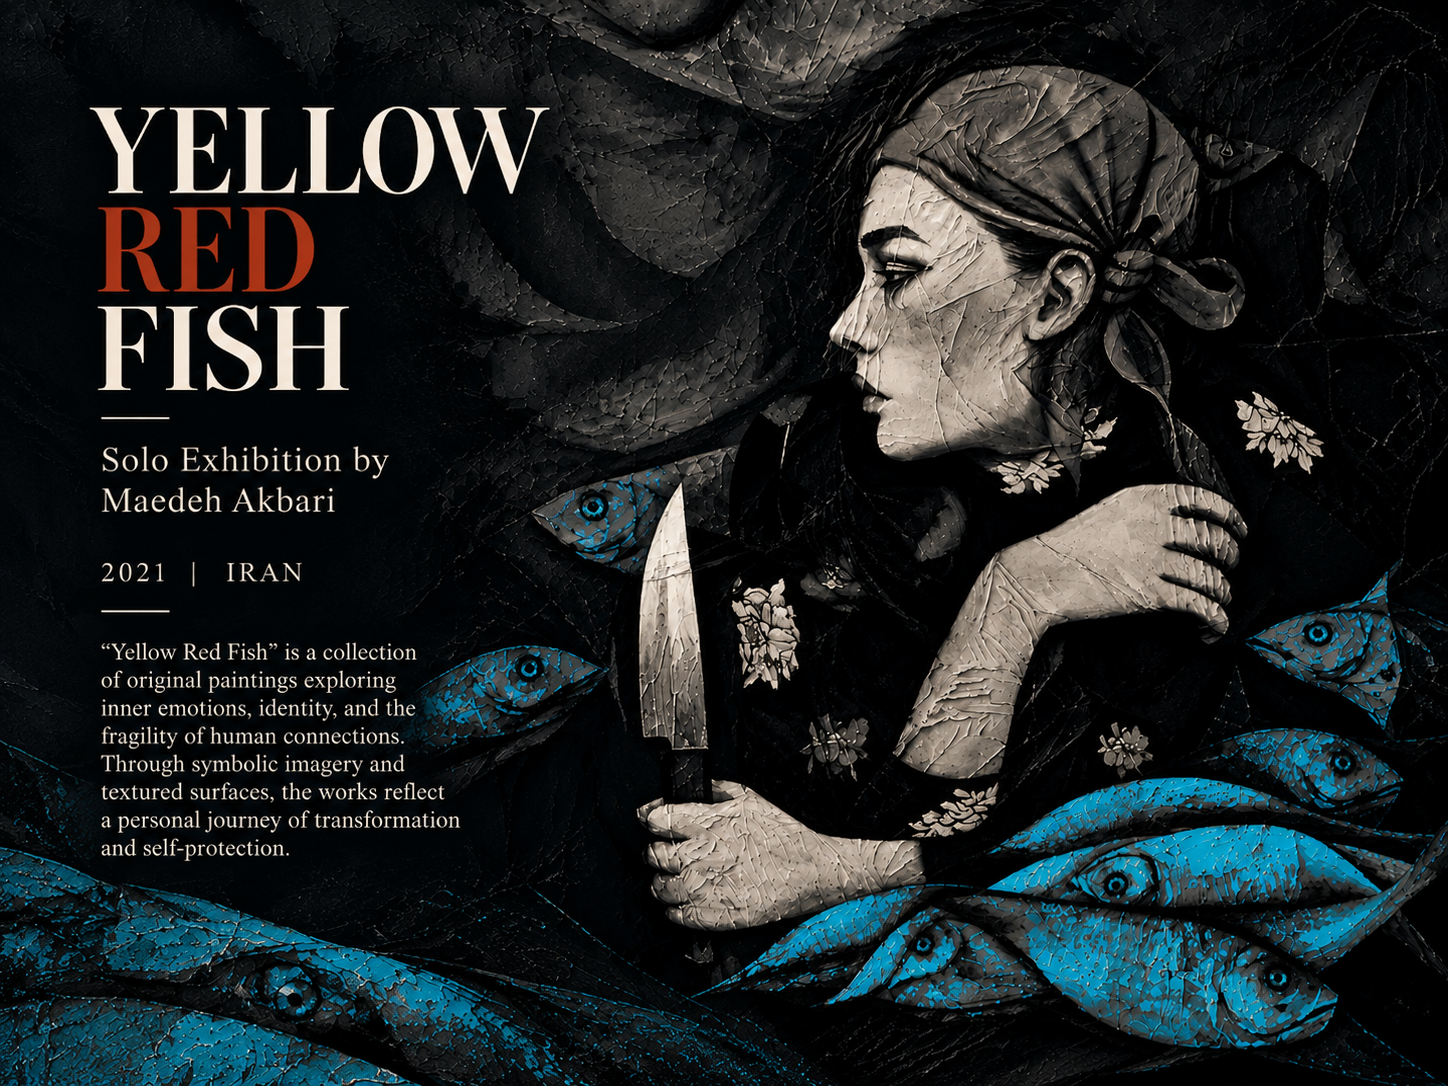 YELLOW
RED
FISH
Solo Exhibition by
Maedeh Akbari
2021 | IRAN
“Yellow Red Fish” is a collection
of original paintings exploring
inner emotions, identity, and the
fragility of human connections.
Through symbolic imagery and
textured surfaces, the works reflect
a personal journey of transformation
and self-protection.